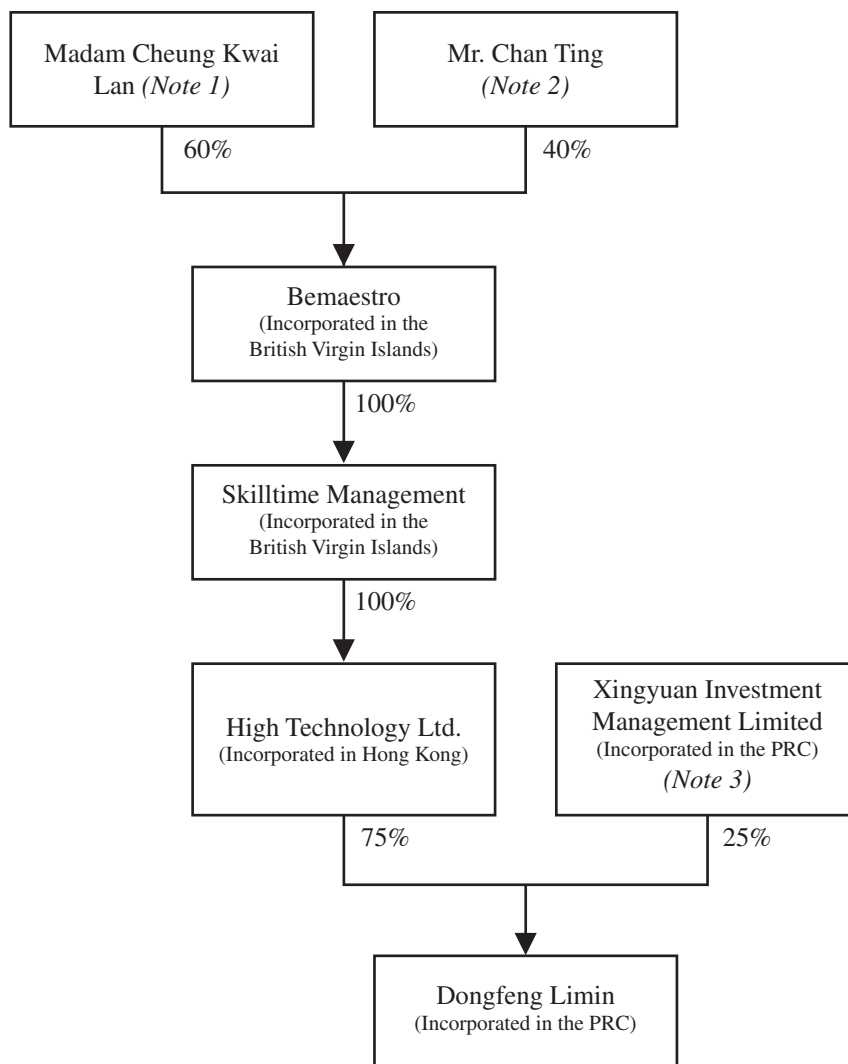 Madam Cheung Kwai
Lan (Note 1)
Mr. Chan Ting
(Note 2)
60%
40%
Bemaestro
(Incorporated in the
British Virgin Islands)
100%
Skilltime Management
(Incorporated in the
British Virgin Islands)
100%
High Technology Ltd.
(Incorporated in Hong Kong)
Xingyuan Investment
Management Limited
(Incorporated in the PRC)
(Note 3)
75%
25%
Dongfeng Limin
(Incorporated in the PRC)